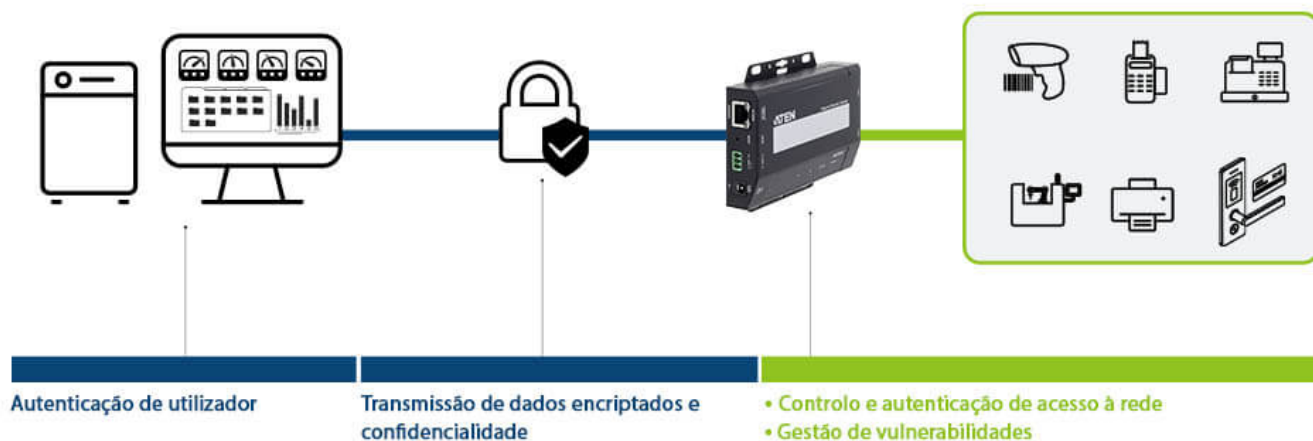 ATEN
Autenticação de utilizador
Transmissão de dados encriptados e
confidencialidade
• Controlo e autenticação de acesso à rede
• Gestão de vulnerabilidades